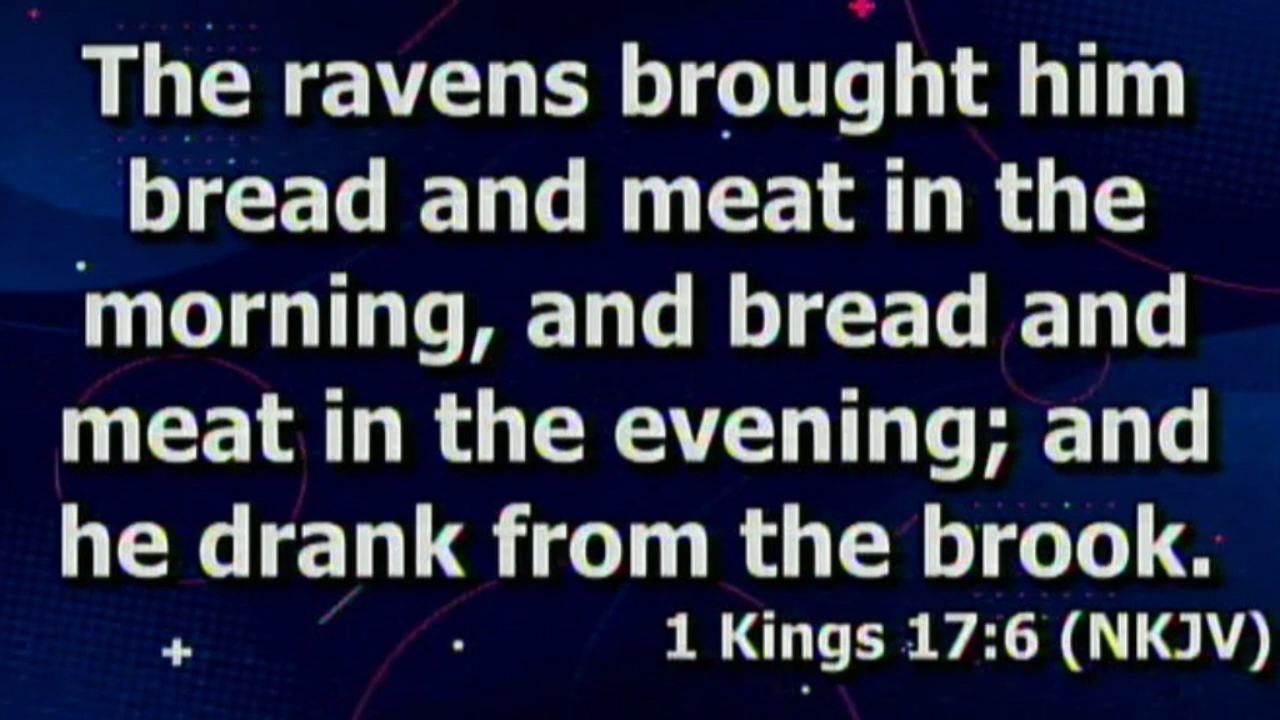 The ravens brought him
bread and meat in the
morning, and bread and
meat in the evening; and
he drank from the brook.
1 Kings 17:6 (NKJV)